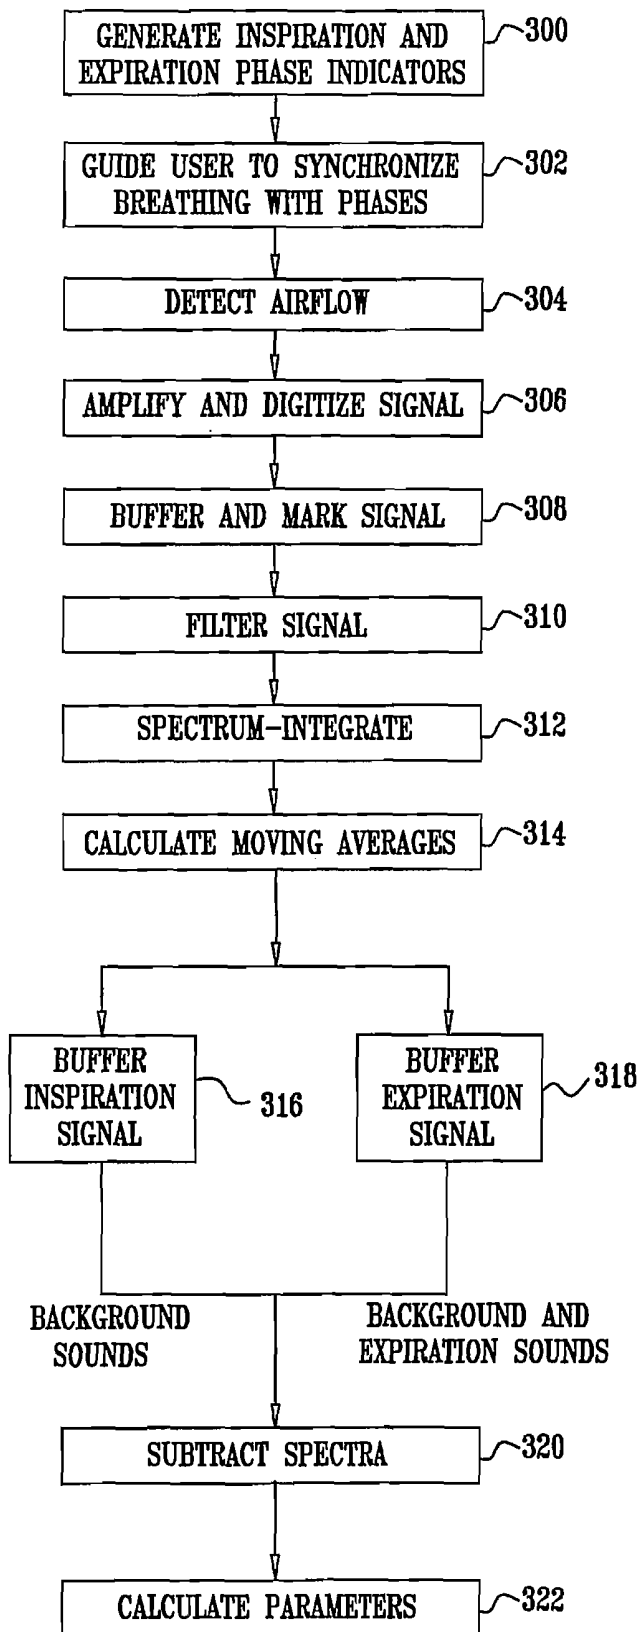 GENERATE INSPIRATION AND
EXPIRATION PHASE INDICATORS
300
GUIDE USER TO SYNCHRONIZE
BREATHING WITH PHASES
302
DETECT AIRFLOW
304
AMPLIFY AND DIGITIZE SIGNAL
306
BUFFER AND MARK SIGNAL
308
FILTER SIGNAL
310
SPECTRUM-INTEGRATE
312
CALCULATE MOVING AVERAGES
314
BUFFER
INSPIRATION
SIGNAL
316
BUFFER
EXPIRATION
SIGNAL
318
BACKGROUND
SOUNDS
BACKGROUND AND
EXPIRATION SOUNDS
SUBTRACT SPECTRA
320
CALCULATE PARAMETERS
322